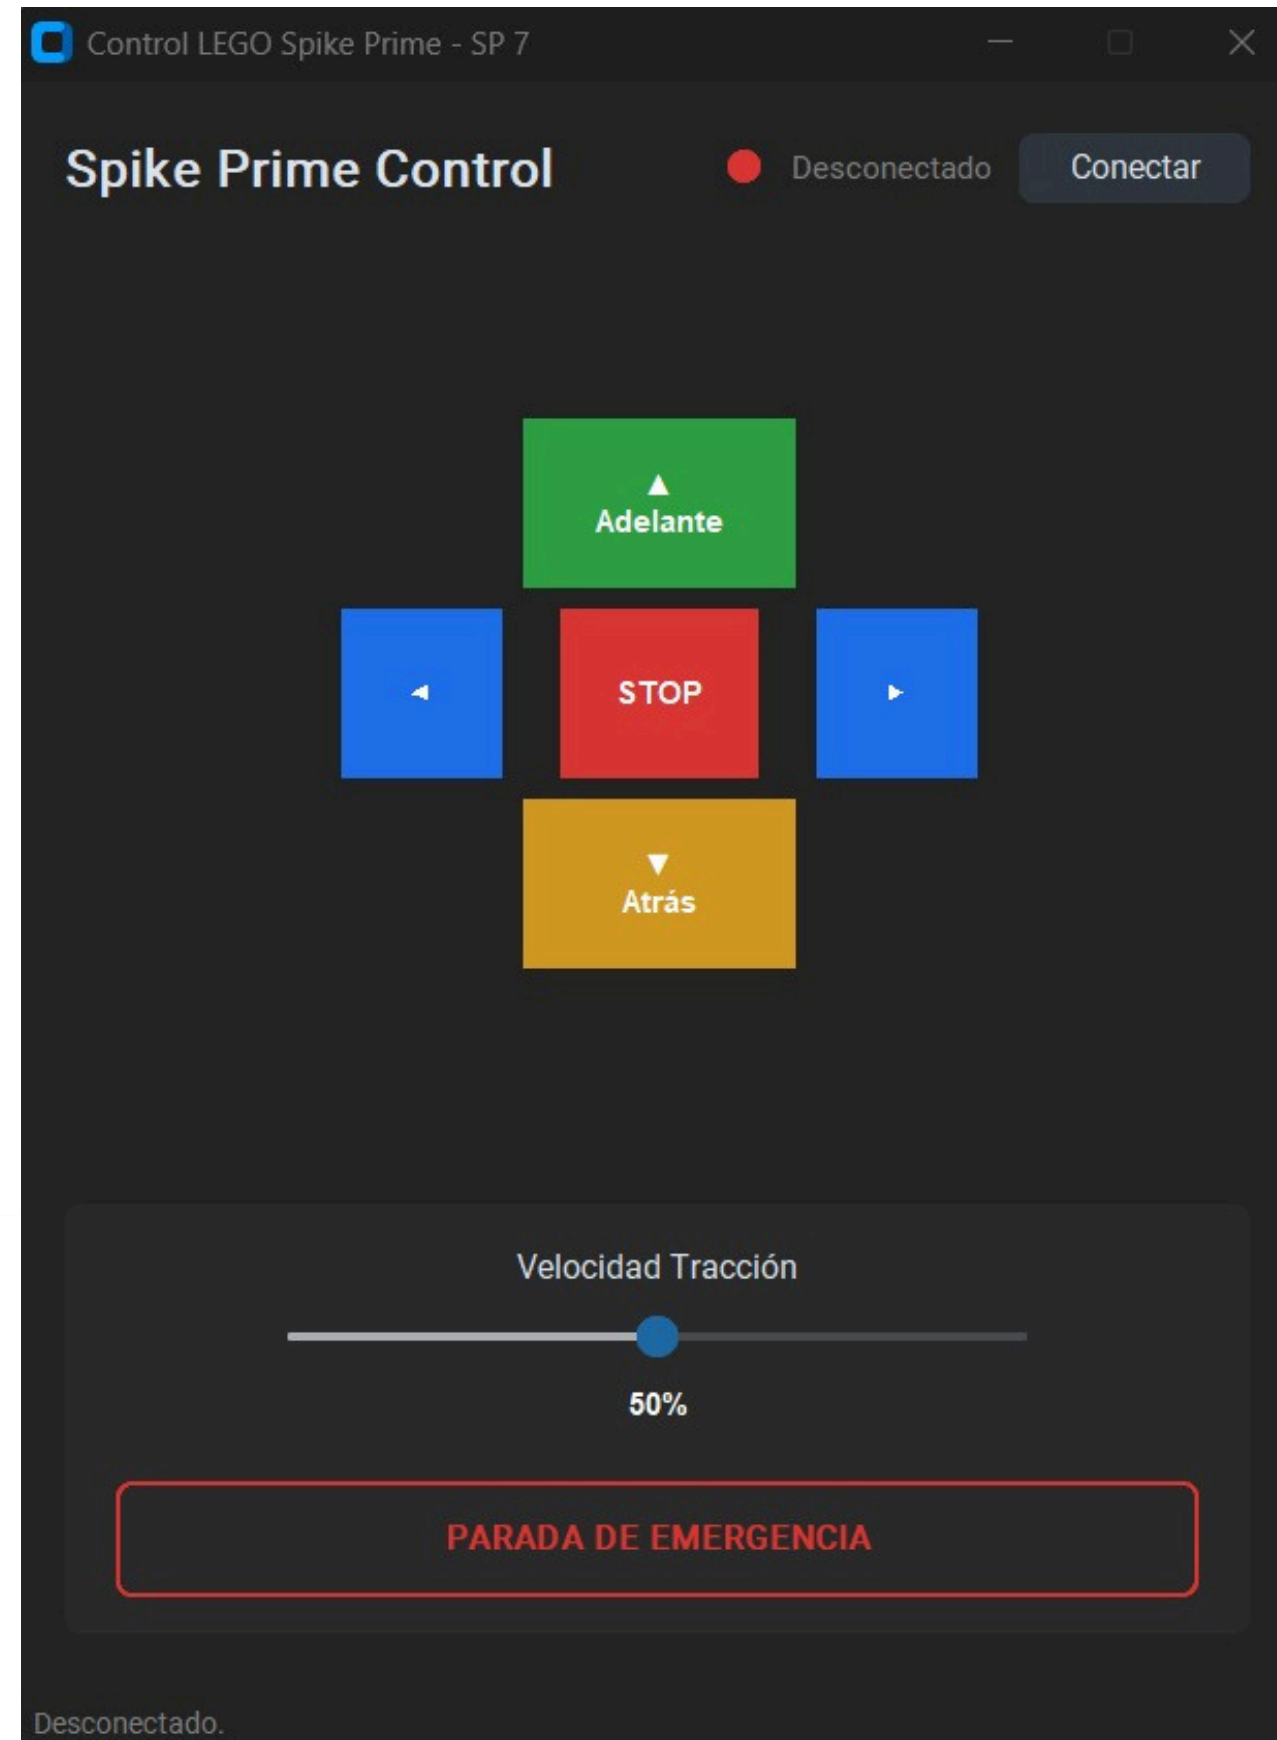 Control LEGO Spike Prime - SP 7
Spike Prime Control
Desconectado
Conectar
▲
Adelante
◄
STOP
►
▼
Atrás
Velocidad Tracción
50%
PARADA DE EMERGENCIA
Desconectado.